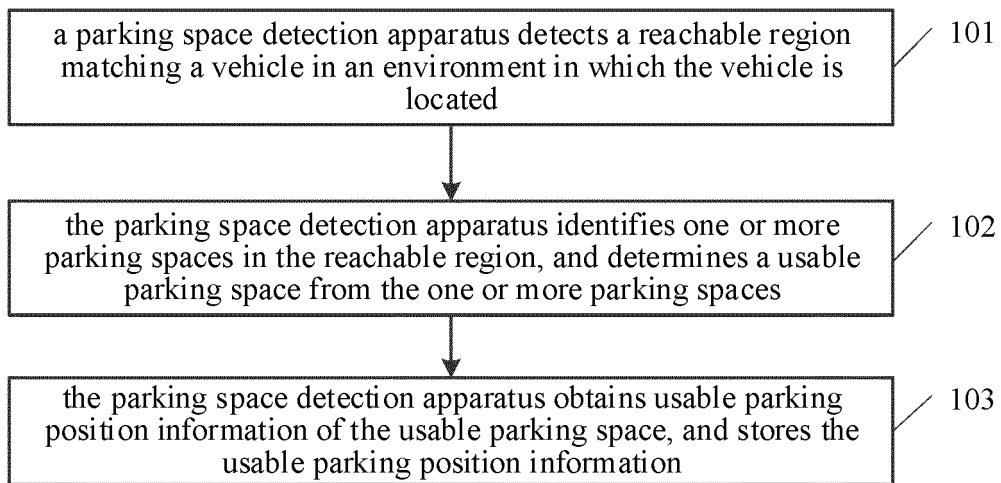 a parking space detection apparatus detects a reachable region
matching a vehicle in an environment in which the vehicle is
located
101
the parking space detection apparatus identifies one or more
parking spaces in the reachable region, and determines a usable
parking space from the one or more parking spaces
102
the parking space detection apparatus obtains usable parking
position information of the usable parking space, and stores the
usable parking position information
103